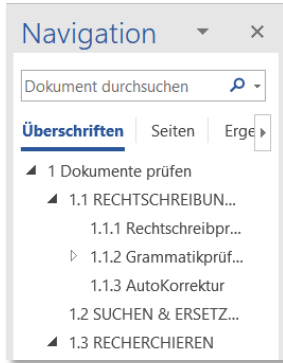 Navigation
Dokument durchsuchen
Überschriften Seiten Erge
1 Dokumente prüfen
1.1 RECHTSCHREIBUN...
1.1.1 Rechtschreibpr...
1.1.2 Grammatikprüf...
1.1.3 AutoKorrektur
1.2 SUCHEN & ERSETZ...
1.3 RECHERCHIEREN